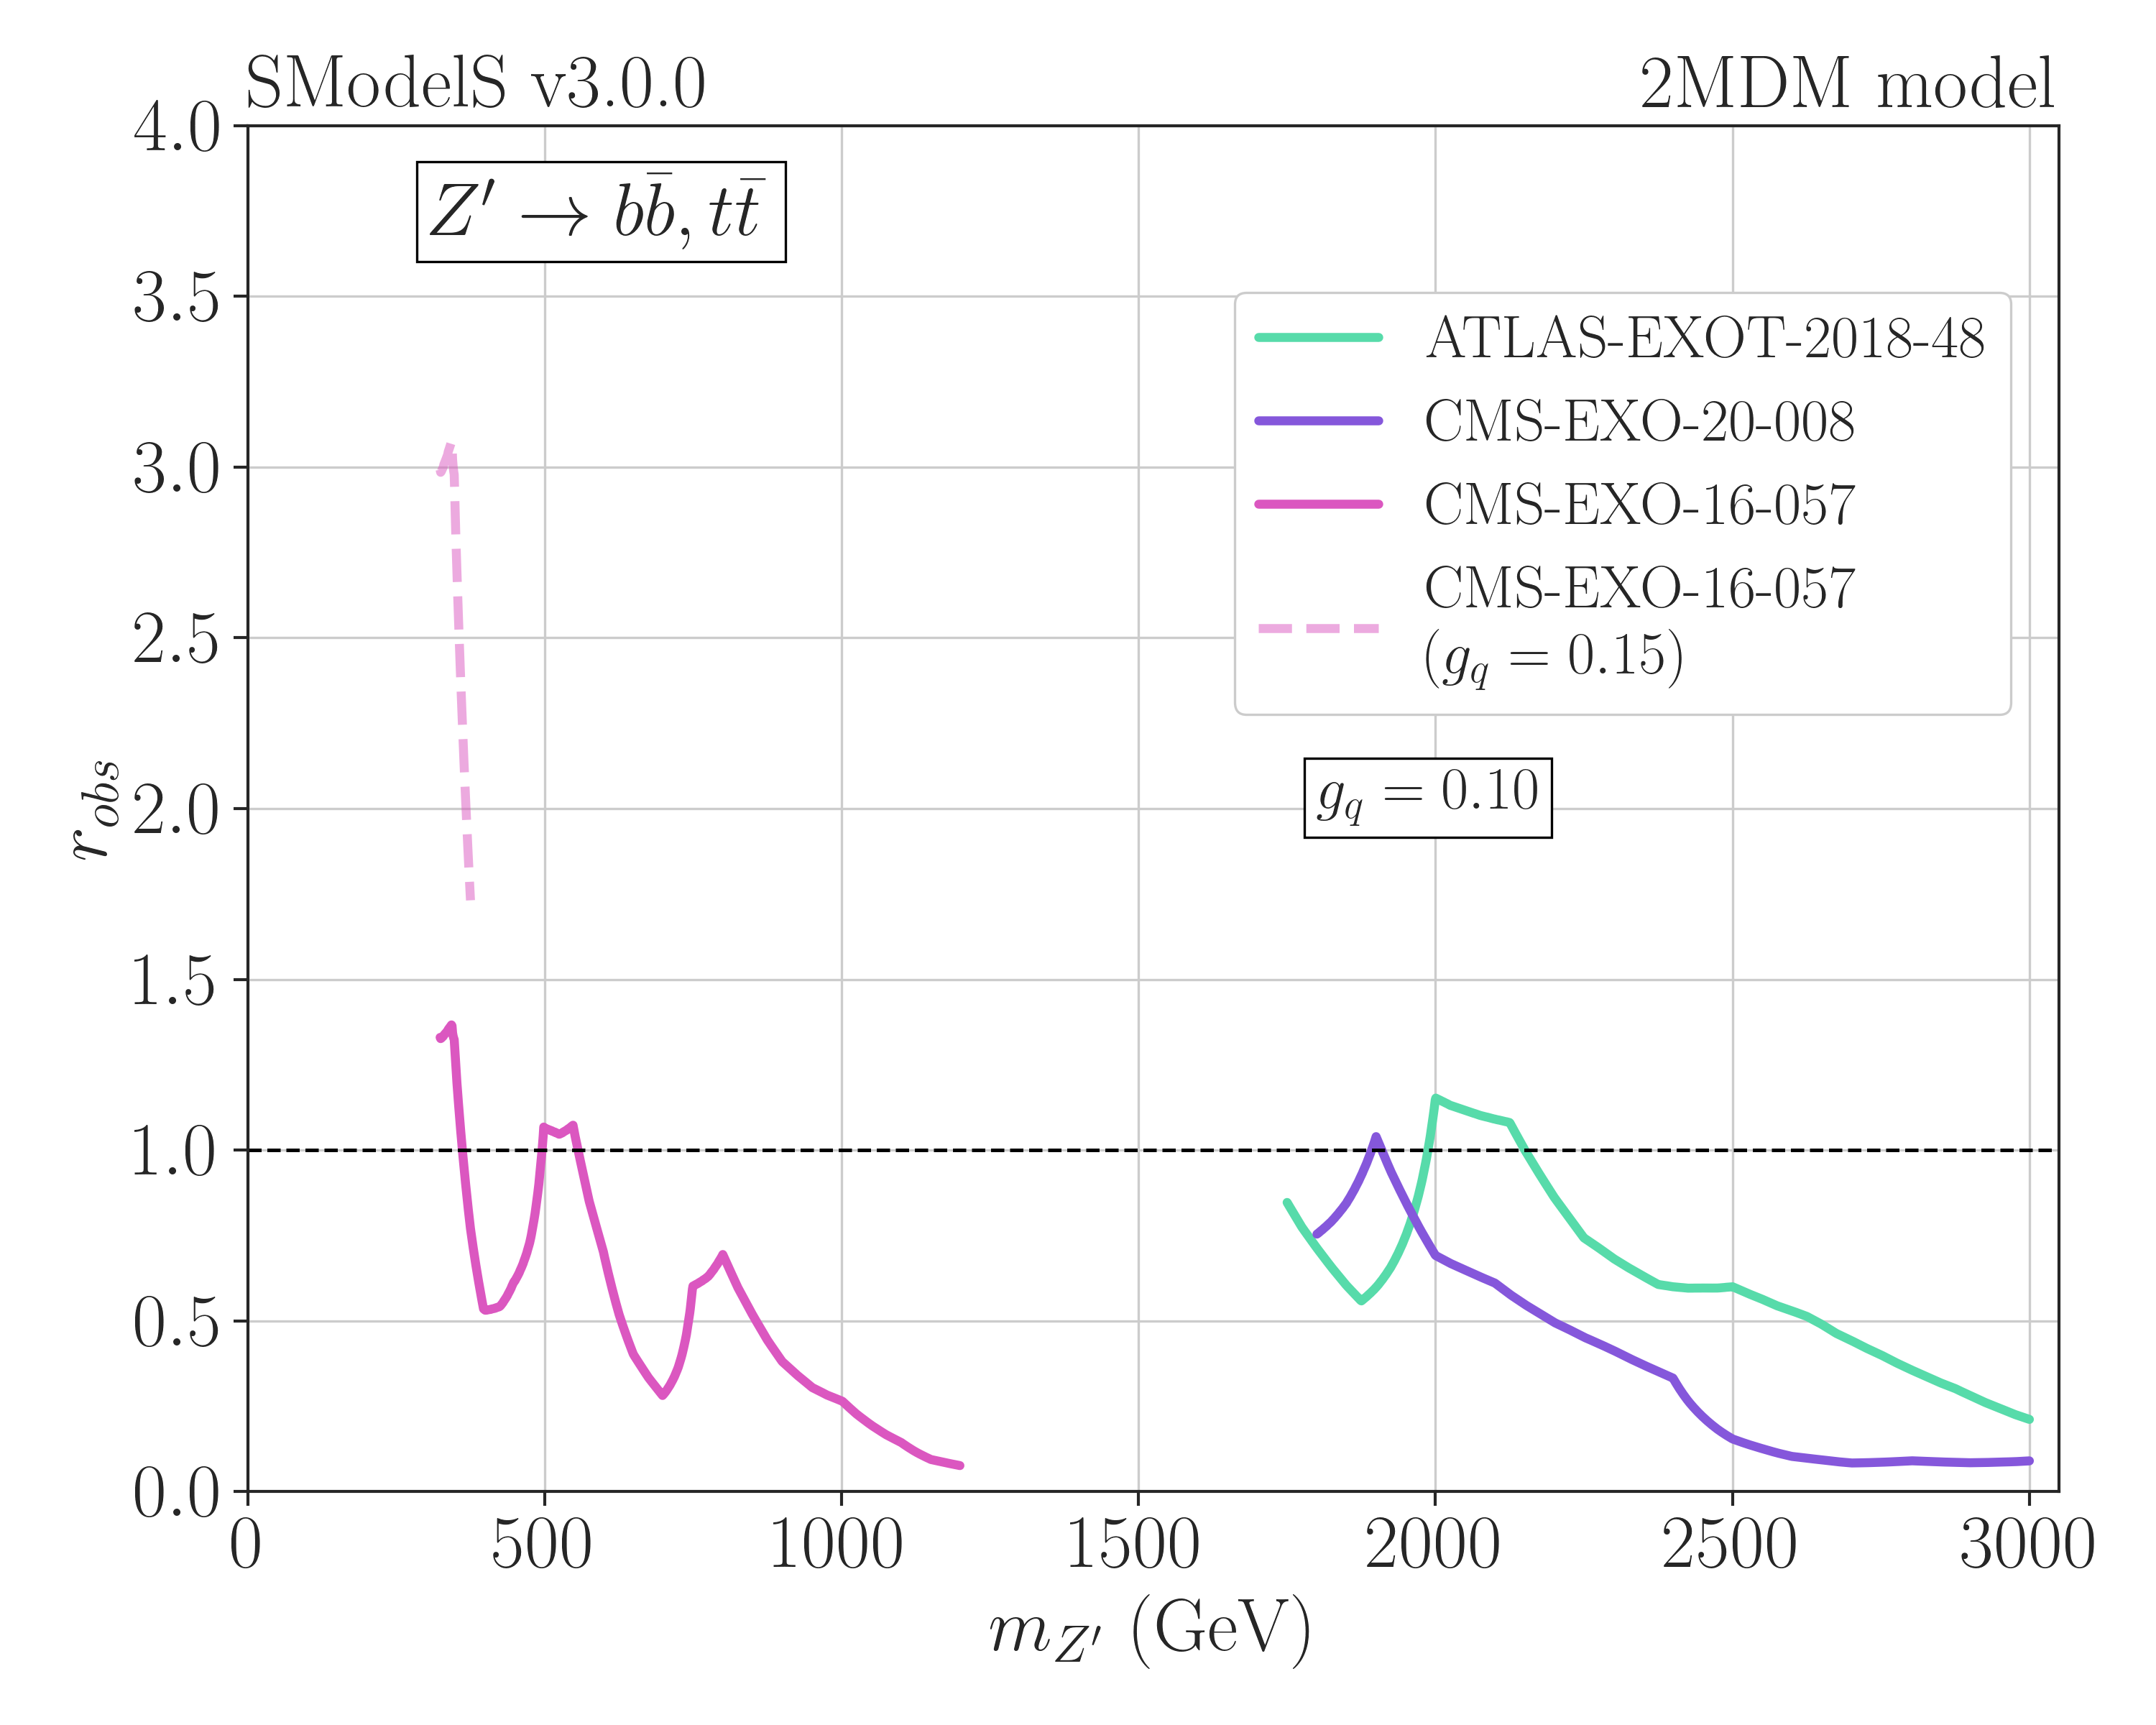 SModelS v3.0.0
2MDM model
4.0
3.5
3.0
2.5
2.0
1.5
1.0
0.5
0.0
r_obs
Z′ → bb̄, tt̄
ATLAS-EXOT-2018-48
CMS-EXO-20-008
CMS-EXO-16-057
CMS-EXO-16-057
(g_q = 0.15)
g_q = 0.10
0 500 1000 1500 2000 2500 3000
m_Z′ (GeV)